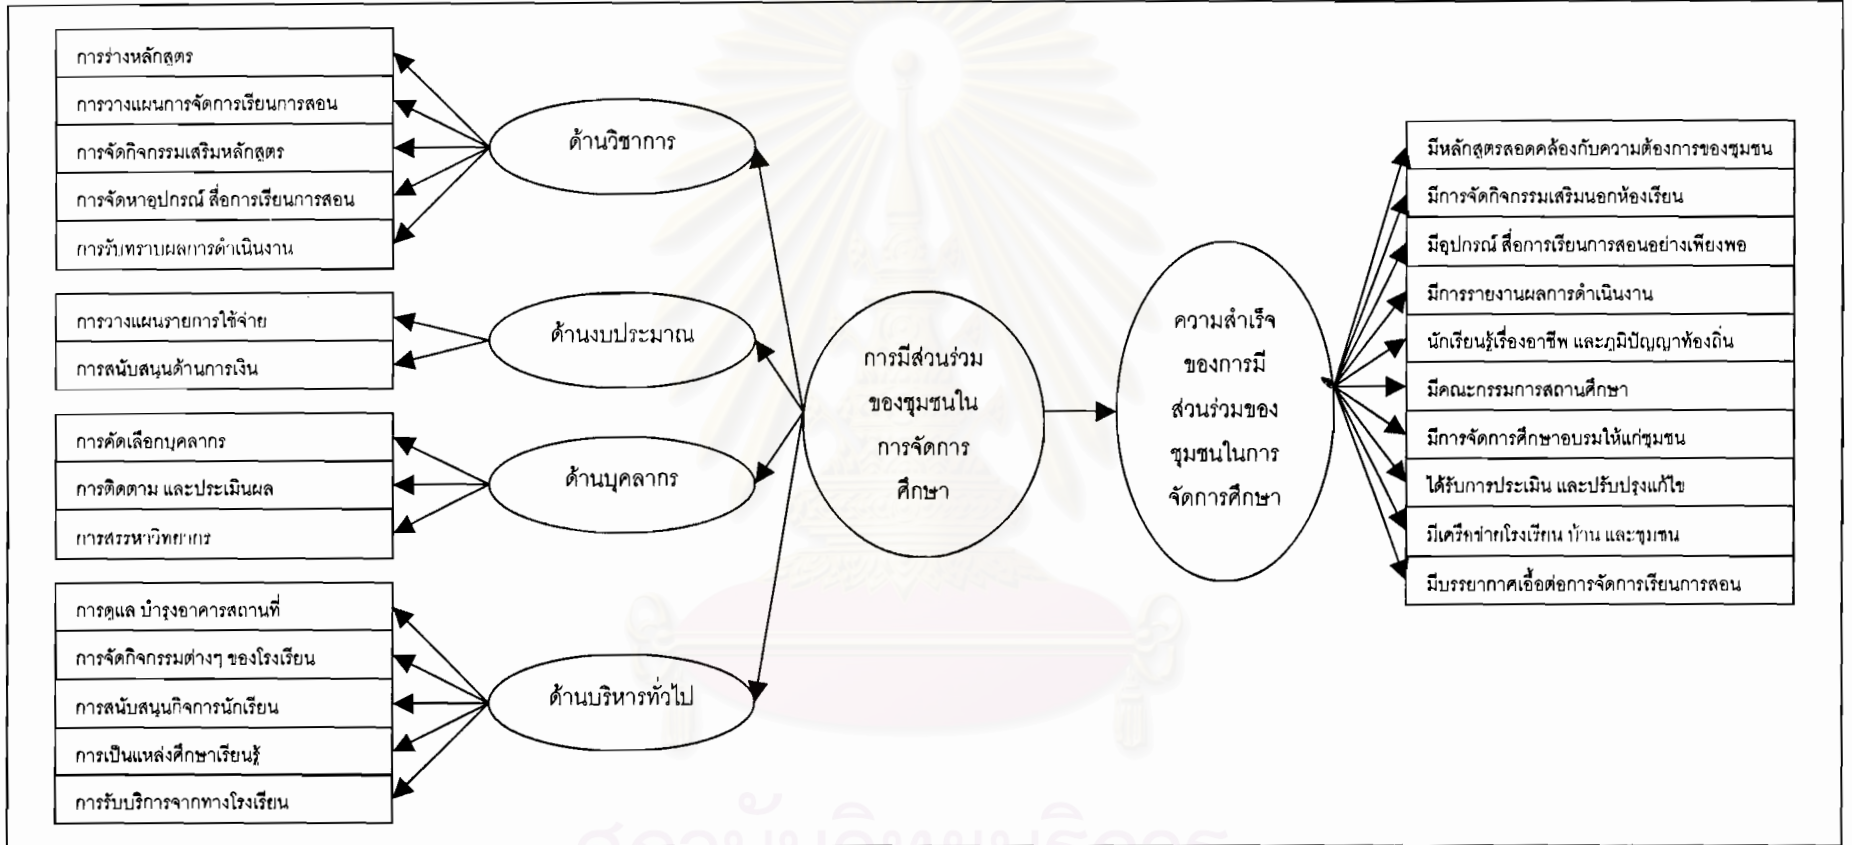 การร่างหลักสูตร
การวางแผนการจัดการเรียนการสอน
การจัดกิจกรรมเสริมหลักสูตร
การจัดหาอุปกรณ์ สื่อการเรียนการสอน
การรับทราบผลการดำเนินงาน
การวางแผนรายการใช้จ่าย
การสนับสนุนด้านการเงิน
การคัดเลือกบุคลากร
การติดตาม และประเมินผล
การสรรหาวิทยากร
การดูแล บำรุงอาคารสถานที่
การจัดกิจกรรมต่างๆ ของโรงเรียน
การสนับสนุนกิจการนักเรียน
การเป็นแหล่งศึกษาเรียนรู้
การรับบริการจากทางโรงเรียน
ด้านวิชาการ
ด้านงบประมาณ
ด้านบุคลากร
ด้านบริหารทั่วไป
การมีส่วนร่วม
ของชุมชนใน
การจัดการ
ศึกษา
ความสำเร็จ
ของการมี
ส่วนร่วมของ
ชุมชนในการ
จัดการศึกษา
มีหลักสูตรสอดคล้องกับความต้องการของชุมชน
มีการจัดกิจกรรมเสริมนอกห้องเรียน
มีอุปกรณ์ สื่อการเรียนการสอนอย่างเพียงพอ
มีการรายงานผลการดำเนินงาน
นักเรียนรู้เรื่องอาชีพ และภูมิปัญญาท้องถิ่น
มีคณะกรรมการสถานศึกษา
มีการจัดการศึกษาอบรมให้แก่ชุมชน
ได้รับการประเมิน และปรับปรุงแก้ไข
มีเครือข่ายโรงเรียน บ้าน และชุมชน
มีบรรยากาศเอื้อต่อการจัดการเรียนการสอน
สถาบันวิทยบริการ